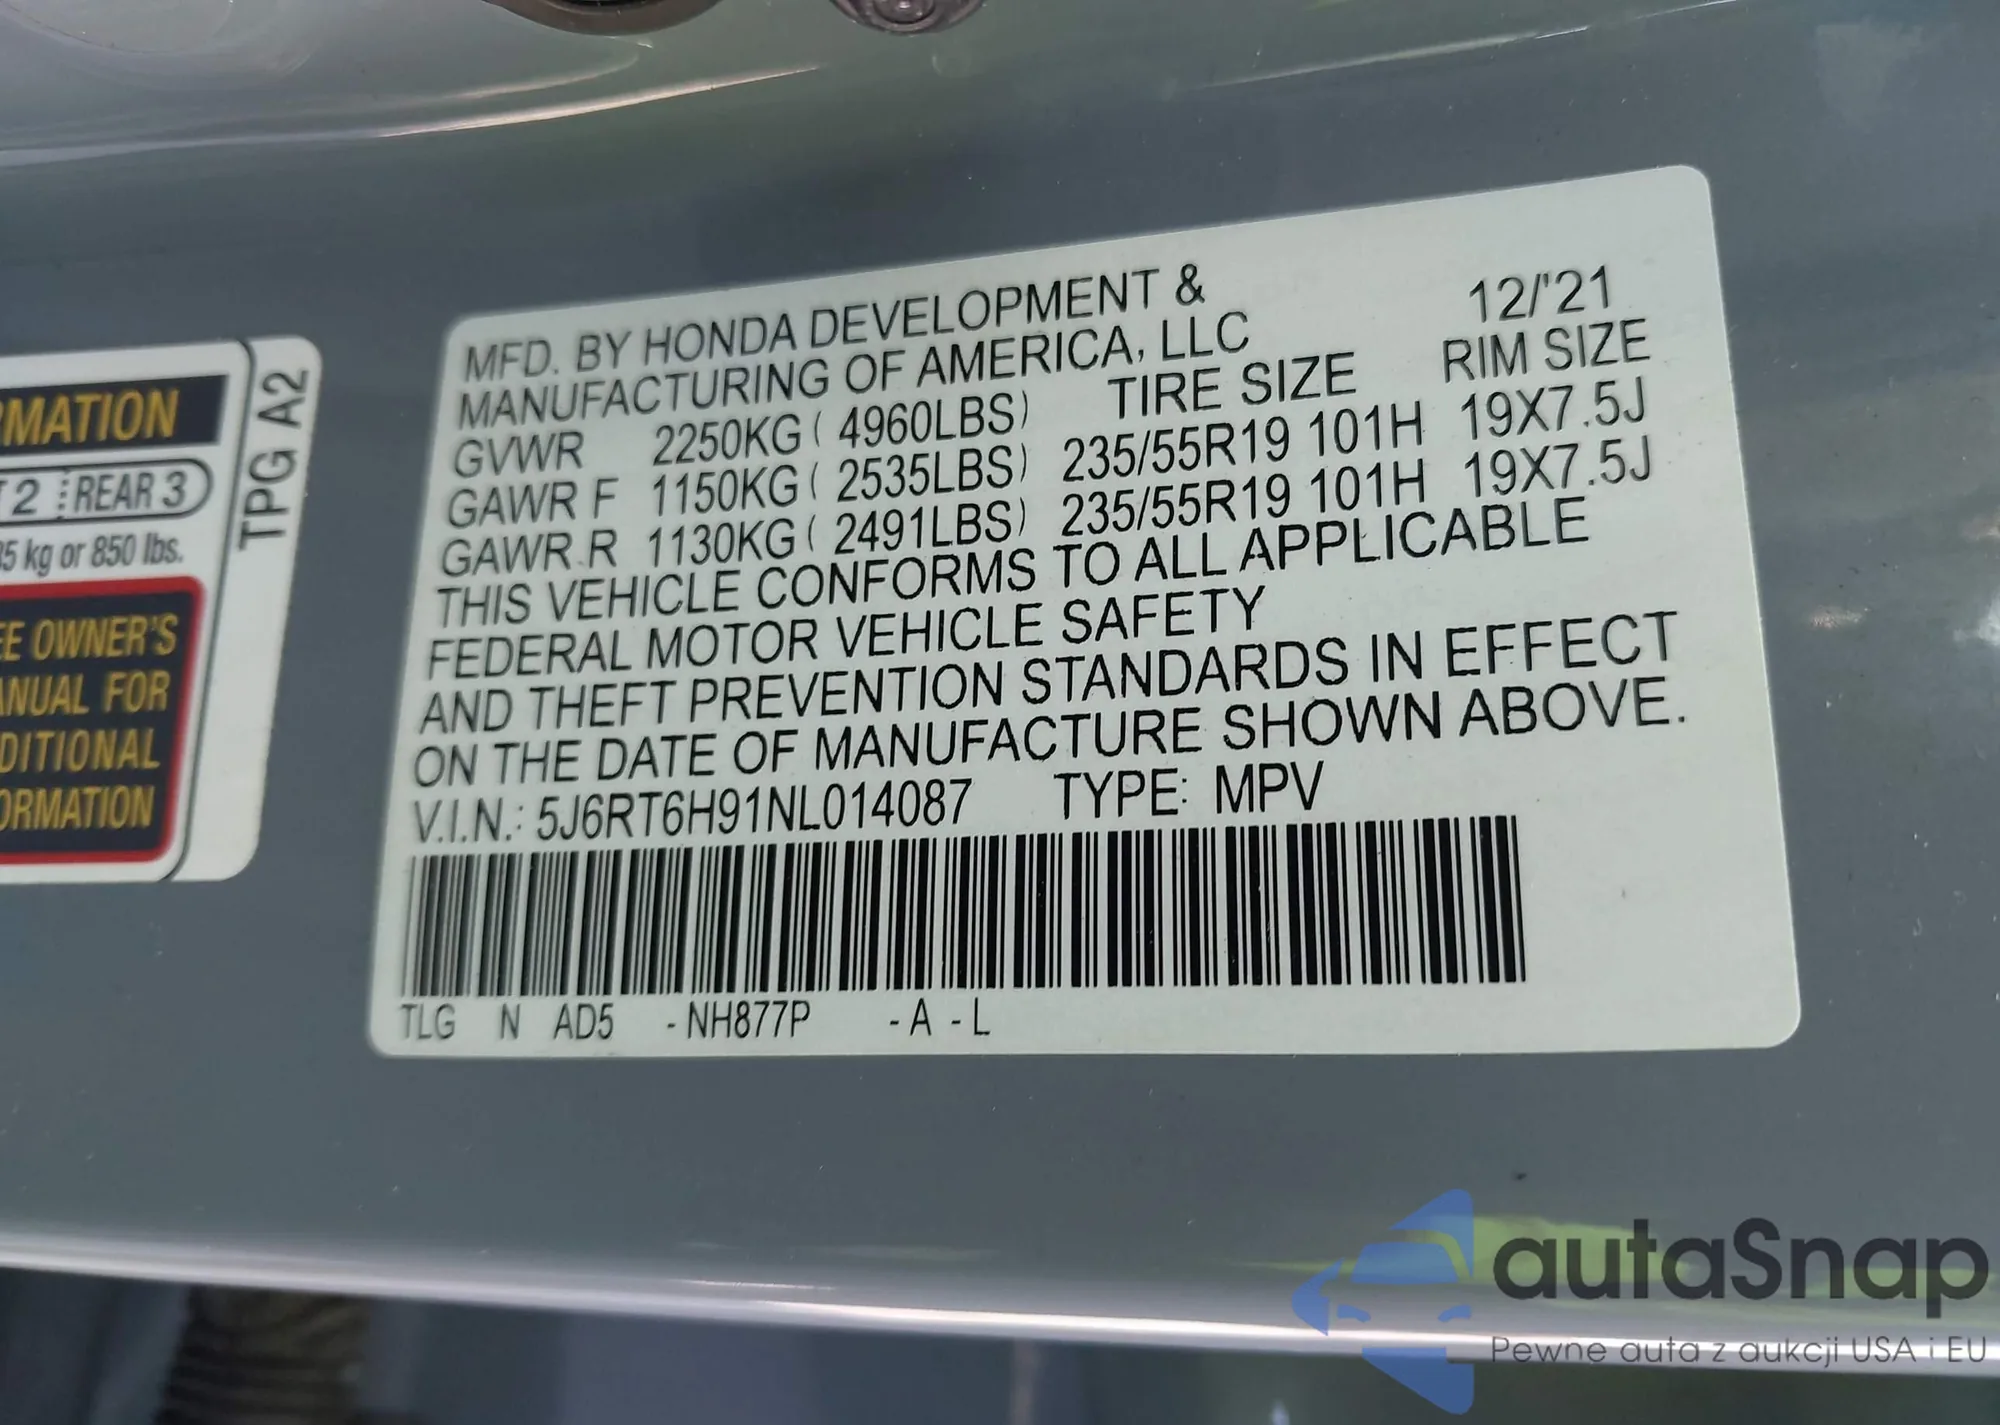 MFD. BY HONDA DEVELOPMENT & 12/'21
MANUFACTURING OF AMERICA, LLC
TIRE SIZE RIM SIZE
GVWR 2250KG ( 4960LBS)
GAWR F 1150KG ( 2535LBS) 235/55R19 101H 19X7.5J
GAWR R 1130KG ( 2491LBS) 235/55R19 101H 19X7.5J
THIS VEHICLE CONFORMS TO ALL APPLICABLE
FEDERAL MOTOR VEHICLE SAFETY
AND THEFT PREVENTION STANDARDS IN EFFECT
ON THE DATE OF MANUFACTURE SHOWN ABOVE.
V.I.N.: 5J6RT6H91NL014087 TYPE: MPV
TLG N AD5 -NH877P -A -L
RMATION
T 2 REAR 3
35 kg or 850 lbs.
EE OWNER'S
ANUAL FOR
DITIONAL
ORMATION
TPG A2
autaSnap
Pewne auta z aukcji USA i EU